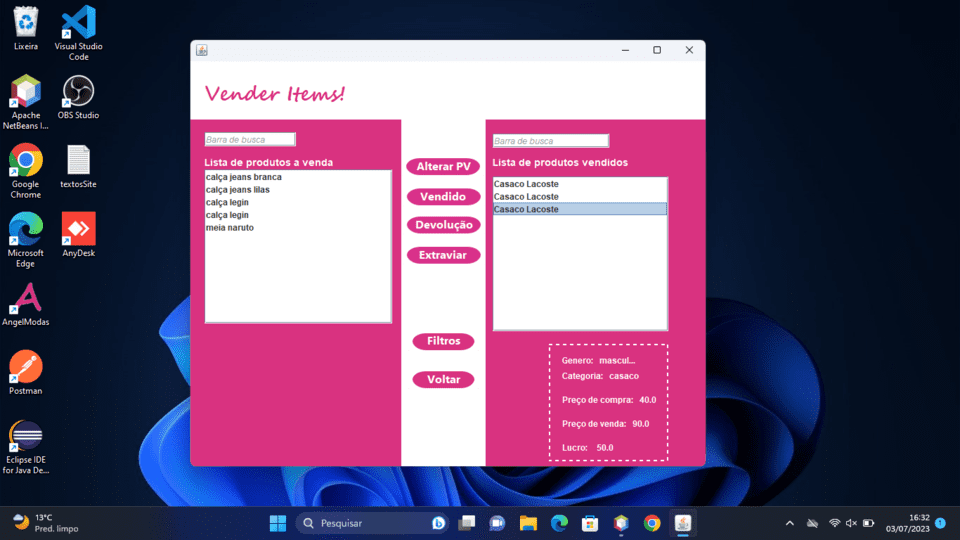 Lixeira
Visual Studio
Code
Apache
NetBeans I...
OBS Studio
Google
Chrome
textosSite
Microsoft
Edge
AnyDesk
AngelModas
Postman
Eclipse IDE
for Java De...
Vender Items!
Barra de busca
Lista de produtos a venda
calça jeans branca
calça jeans lilas
calça legin
calça legin
meia naruto
Alterar PV
Vendido
Devolução
Extraviar
Filtros
Voltar
Barra de busca
Lista de produtos vendidos
Casaco Lacoste
Casaco Lacoste
Casaco Lacoste
Genero: mascul...
Categoria: casaco
Preço de compra: 40.0
Preço de venda: 90.0
Lucro: 50.0
13°C
Pred. limpo
Pesquisar
16:32
03/07/2023
1